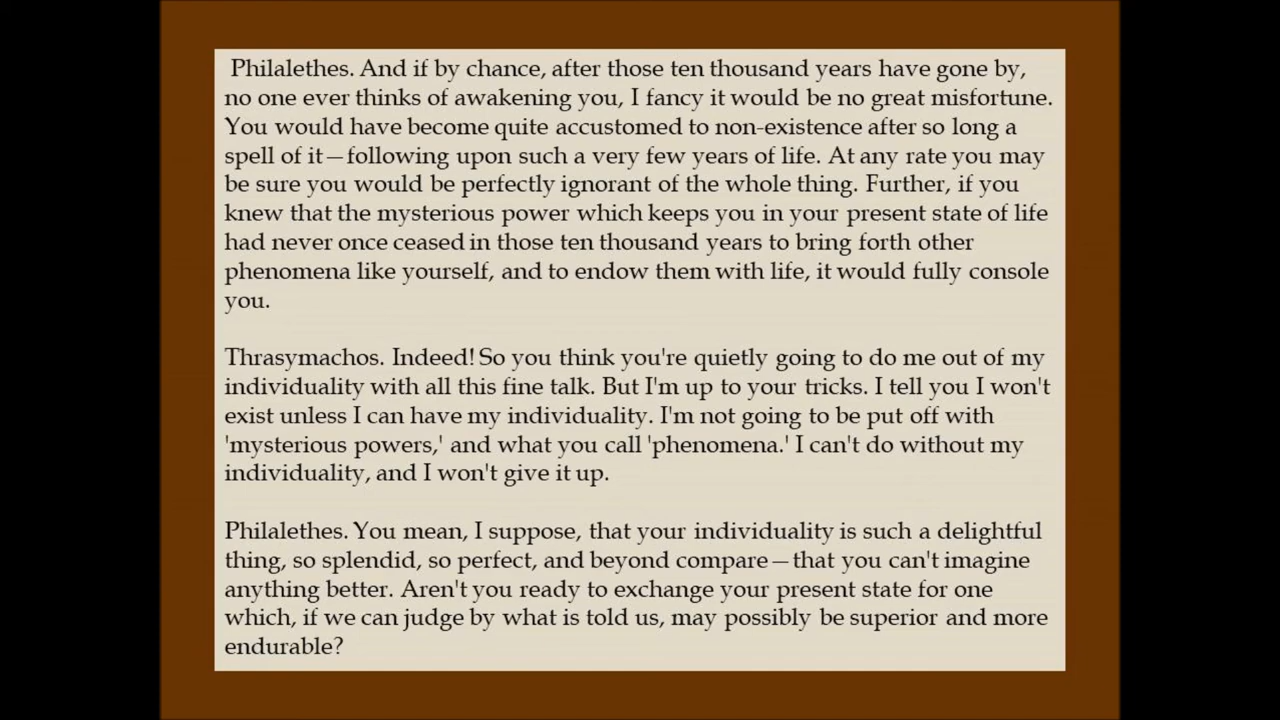 Philalethes. And if by chance, after those ten thousand years have gone by,
no one ever thinks of awakening you, I fancy it would be no great misfortune.
You would have become quite accustomed to non-existence after so long a
spell of it—following upon such a very few years of life. At any rate you may
be sure you would be perfectly ignorant of the whole thing. Further, if you
knew that the mysterious power which keeps you in your present state of life
had never once ceased in those ten thousand years to bring forth other
phenomena like yourself, and to endow them with life, it would fully console
you.
Thrasymachos. Indeed! So you think you're quietly going to do me out of my
individuality with all this fine talk. But I'm up to your tricks. I tell you I won't
exist unless I can have my individuality. I'm not going to be put off with
'mysterious powers,' and what you call 'phenomena.' I can't do without my
individuality, and I won't give it up.
Philalethes. You mean, I suppose, that your individuality is such a delightful
thing, so splendid, so perfect, and beyond compare—that you can't imagine
anything better. Aren't you ready to exchange your present state for one
which, if we can judge by what is told us, may possibly be superior and more
endurable?